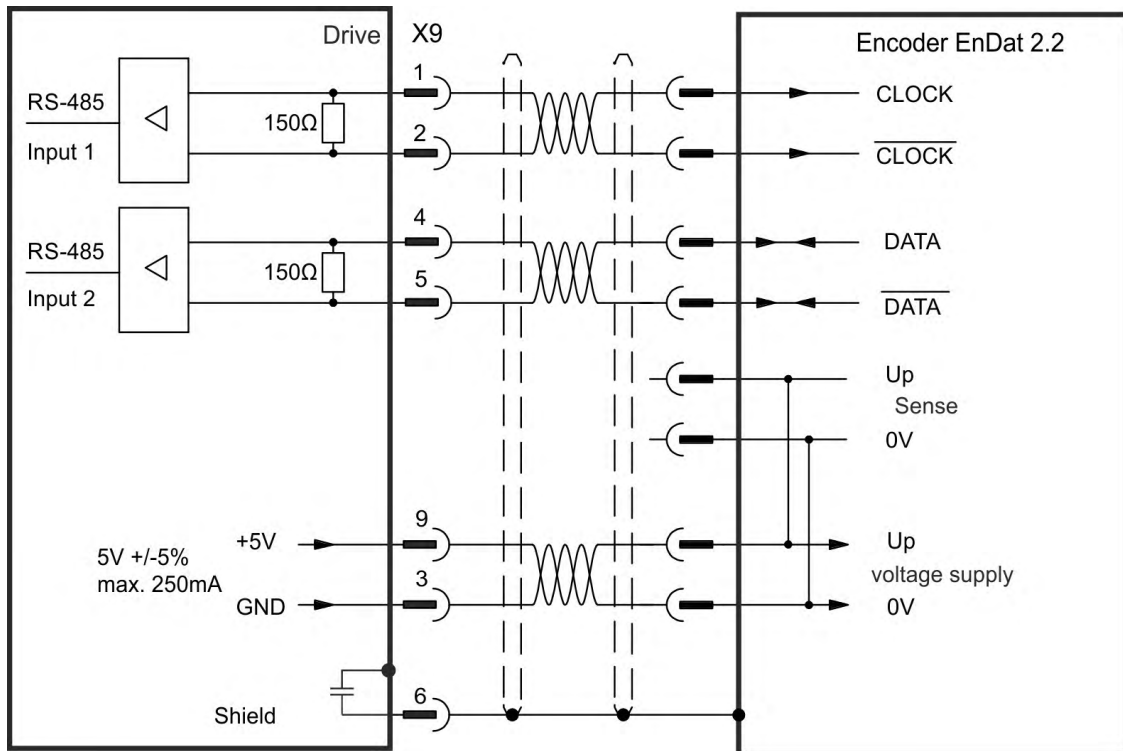 Drive
X9
Encoder EnDat 2.2
RS-485
Input 1
150Ω
1
2
CLOCK
C̅L̅O̅C̅K̅
RS-485
Input 2
150Ω
4
5
DATA
D̅A̅T̅A̅
Up
Sense
0V
5V +/-5%
max. 250mA
+5V
GND
9
3
Up
voltage supply
0V
Shield
6